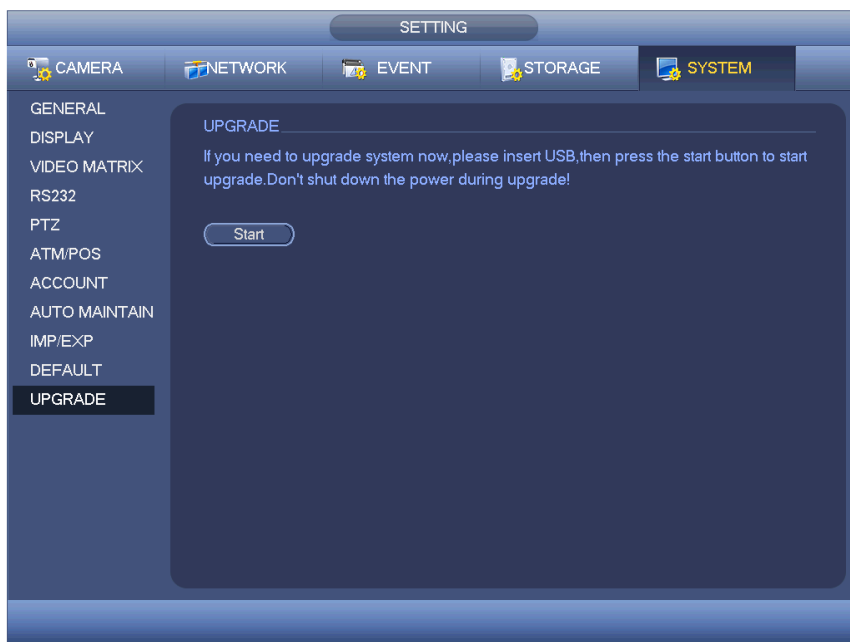 SETTING
CAMERA NETWORK EVENT STORAGE SYSTEM
GENERAL
DISPLAY
VIDEO MATRIX
RS232
PTZ
ATM/POS
ACCOUNT
AUTO MAINTAIN
IMP/EXP
DEFAULT
UPGRADE
UPGRADE
If you need to upgrade system now,please insert USB,then press the start button to start
upgrade.Don't shut down the power during upgrade!
Start